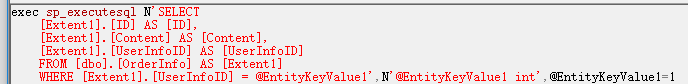 exec sp_executesql N'SELECT
[Extent1].[ID] AS [ID],
[Extent1].[Content] AS [Content],
[Extent1].[UserInfoID] AS [UserInfoID]
FROM [dbo].[OrderInfo] AS [Extent1]
WHERE [Extent1].[UserInfoID] = @EntityKeyValue1',N'@EntityKeyValue1 int',@EntityKeyValue1=1